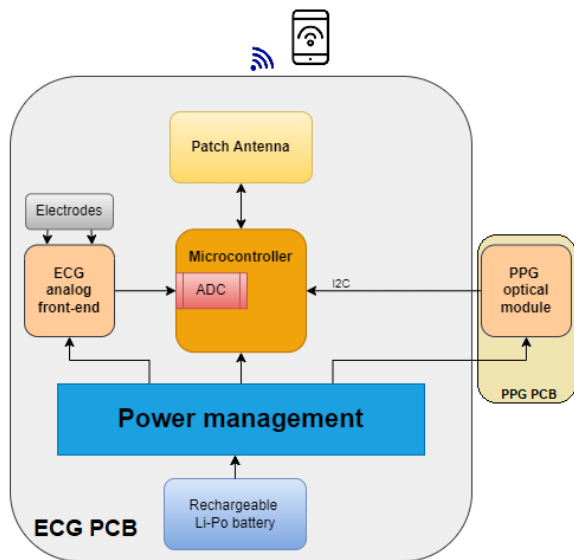 Patch Antenna
Electrodes
Microcontroller
ECG
analog
front-end
ADC
I2C
PPG
optical
module
PPG PCB
Power management
Rechargeable
Li-Po battery
ECG PCB